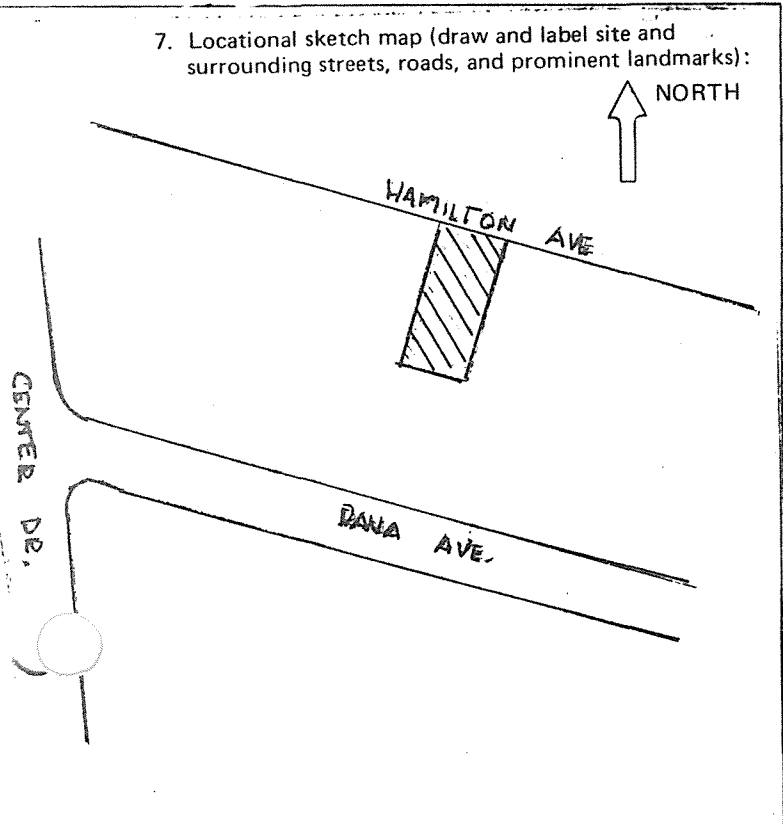 7. Locational sketch map (draw and label site and
surrounding streets, roads, and prominent landmarks):
NORTH
HAMILTON AVE
CENTER DR.
DANA AVE.